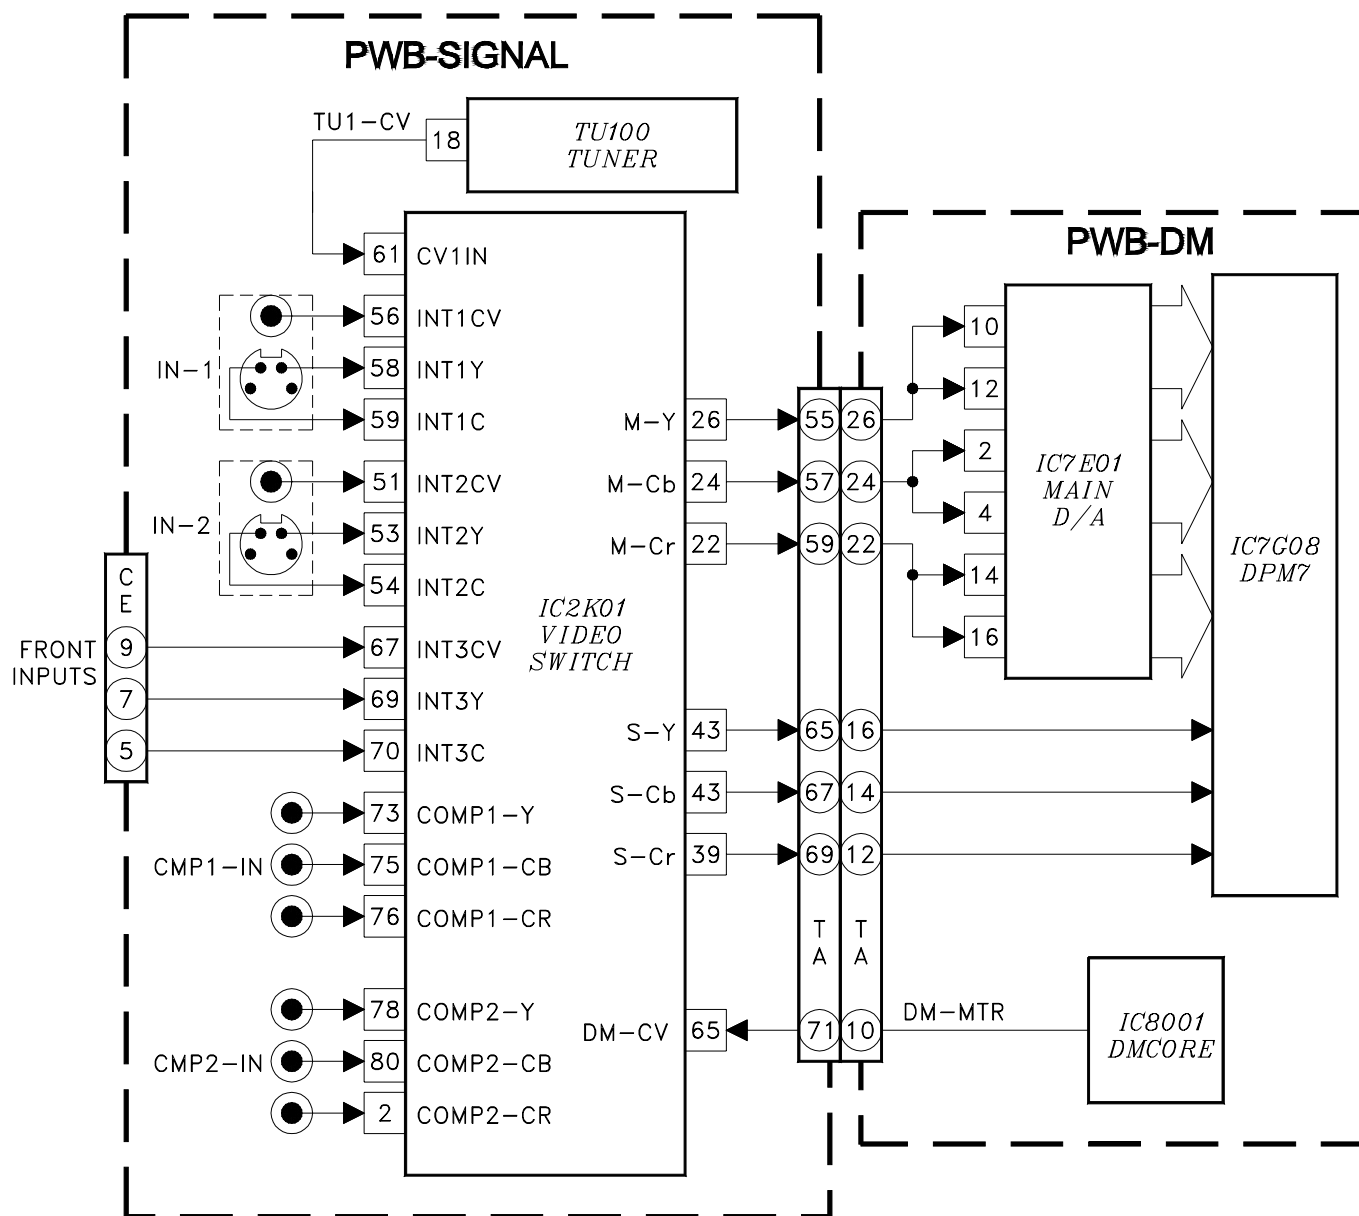 PWB-SIGNAL
TU1-CV
18
TU100
TUNER
61 CV1IN
56 INT1CV
IN-1
58 INT1Y
59 INT1C
51 INT2CV
IN-2
53 INT2Y
54 INT2C
C
E
FRONT
INPUTS
9
7
5
67 INT3CV
69 INT3Y
70 INT3C
73 COMP1-Y
CMP1-IN
75 COMP1-CB
76 COMP1-CR
78 COMP2-Y
CMP2-IN
80 COMP2-CB
2 COMP2-CR
IC2K01
VIDEO
SWITCH
M-Y 26
M-Cb 24
M-Cr 22
S-Y 43
S-Cb 43
S-Cr 39
DM-CV 65
55 26
57 24
59 22
65 16
67 14
69 12
T T
A A
71 10
PWB-DM
10
12
2
4
14
16
IC7E01
MAIN
D/A
IC7G08
DPM7
DM-MTR
IC8001
DMCORE